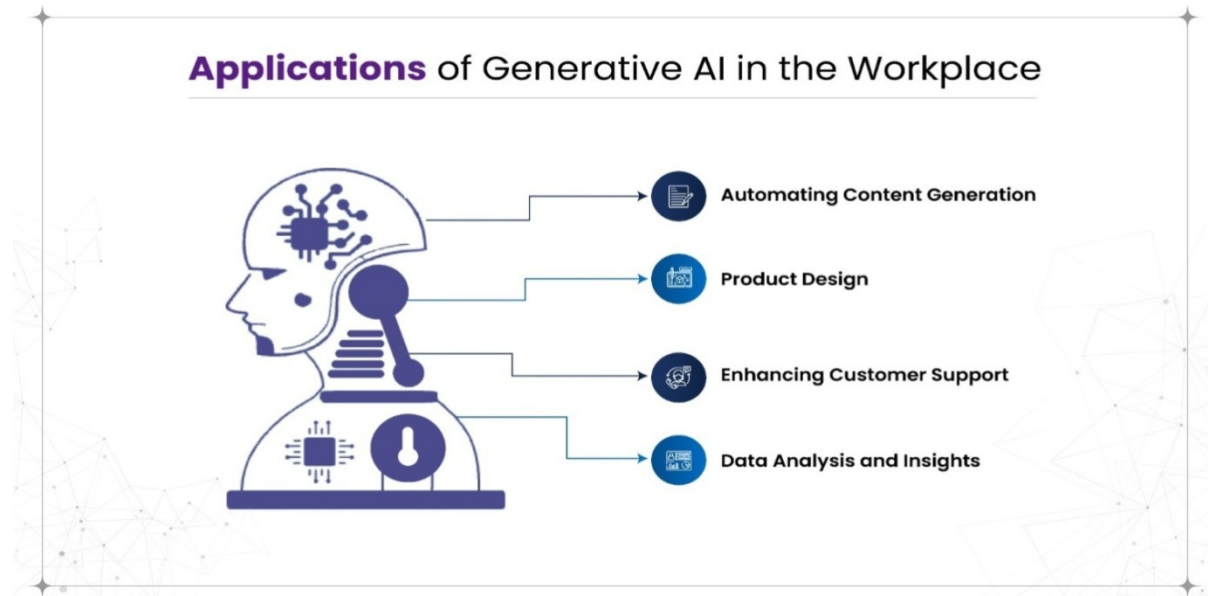 Applications of Generative AI in the Workplace
Automating Content Generation
Product Design
Enhancing Customer Support
Data Analysis and Insights